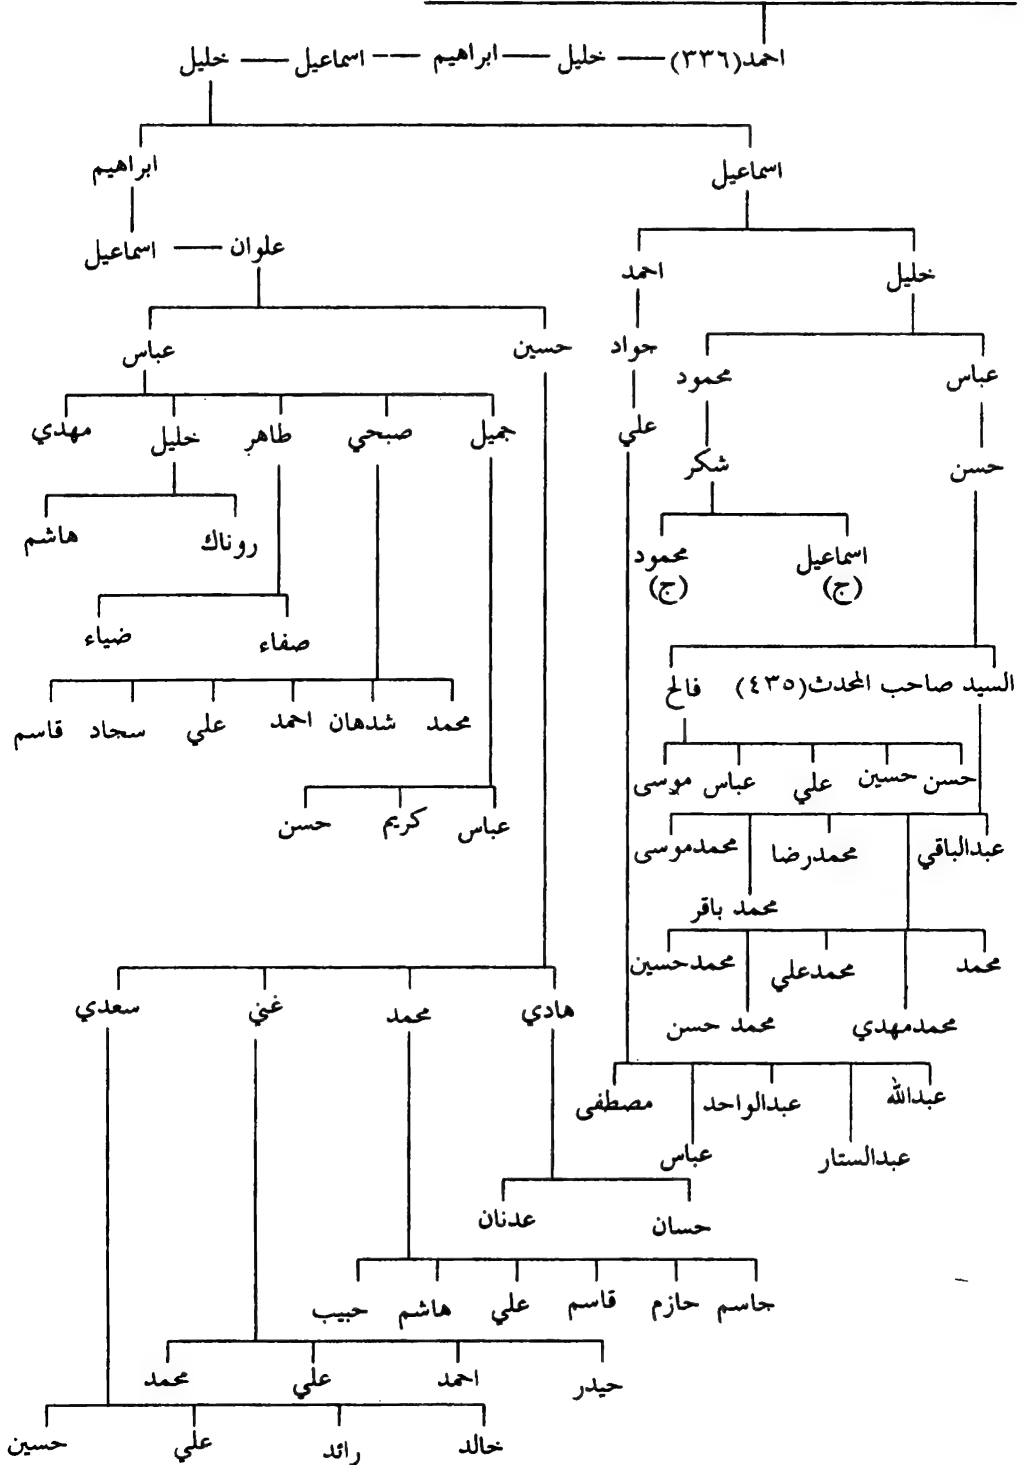 احمد(٣٣٦) — خليل — ابراهيم — اسماعيل — خليل
اسماعيل ابراهيم
علوان — اسماعيل
خليل احمد
حسين عباس
جواد
عباس محمود
علي
جميل صبحي طاهر خليل مهدي
حسن شكر
روناك هاشم
اسماعيل محمود
(ج) (ج)
صفاء ضياء
السيد صاحب المحدث(٤٣٥) فالح
محمد شدهان احمد علي سجاد قاسم
حسن حسين علي عباس موسى
عباس كريم حسن
عبدالباقي محمدرضا محمدموسى
محمد باقر
محمد محمدعلي محمدحسين
هادي محمد غني سعدي
محمدمهدي محمد حسن
عبدالله عبدالواحد مصطفى
عبدالستار عباس
حسان عدنان
جاسم حازم قاسم علي هاشم حبيب
حيدر احمد علي محمد
خالد رائد علي حسين